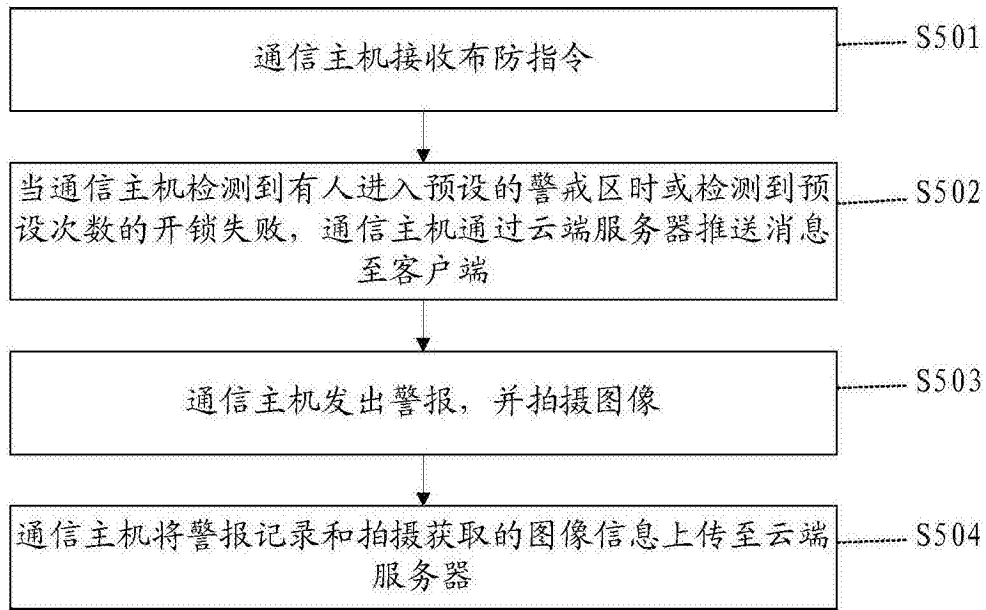 通信主机接收布防指令
S501
当通信主机检测到有人进入预设的警戒区时或检测到预
设次数的开锁失败，通信主机通过云端服务器推送消息
至客户端
S502
通信主机发出警报，并拍摄图像
S503
通信主机将警报记录和拍摄获取的图像信息上传至云端
服务器
S504